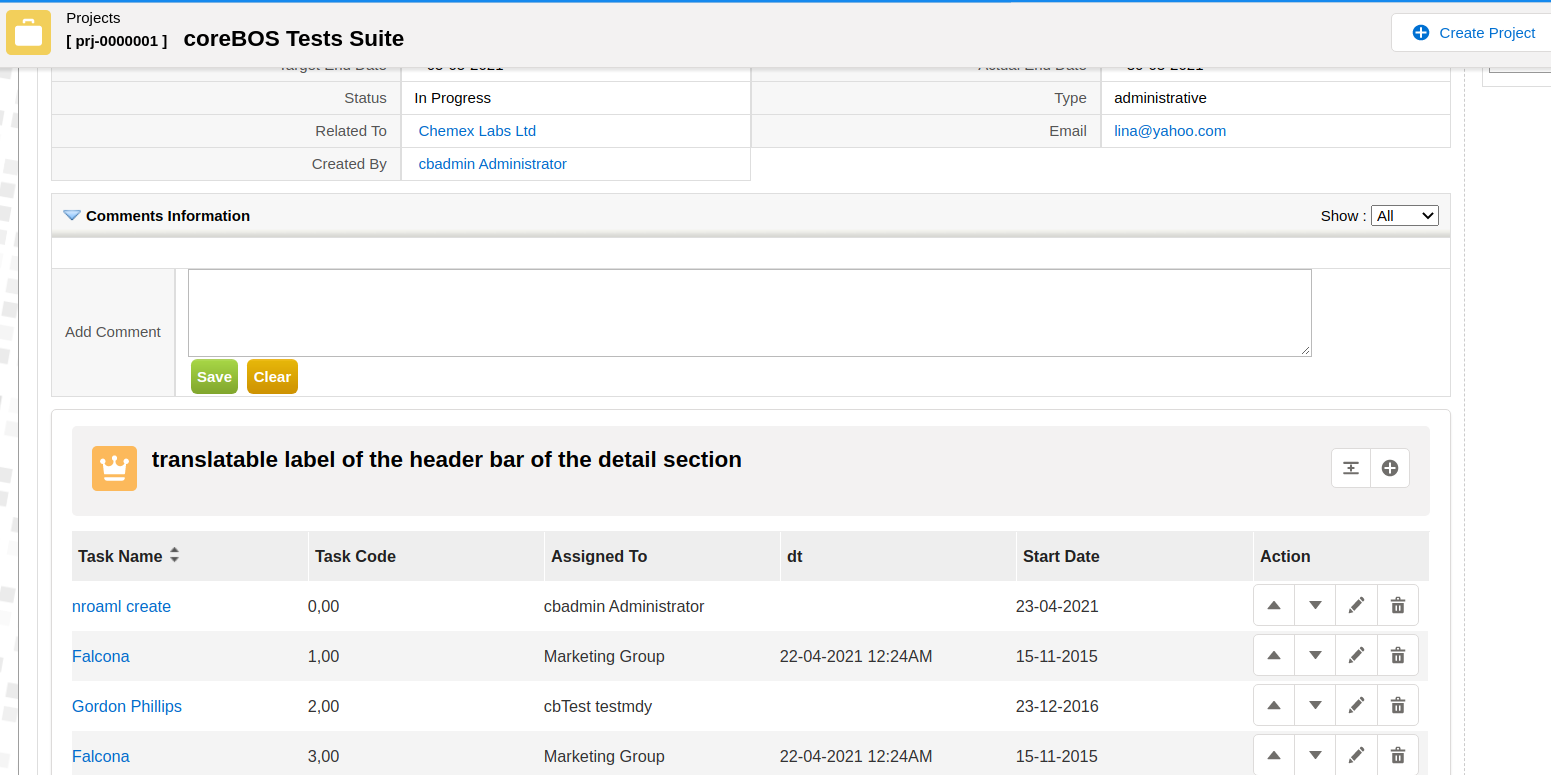 Projects
[ prj-0000001 ] coreBOS Tests Suite
Create Project
Target End Date
Actual End Date
Status In Progress Type administrative
Related To Chemex Labs Ltd Email lina@yahoo.com
Created By cbadmin Administrator
Comments Information Show : All
Add Comment
Save Clear
translatable label of the header bar of the detail section
Task Name Task Code Assigned To dt Start Date Action
nroaml create 0,00 cbadmin Administrator 23-04-2021
Falcona 1,00 Marketing Group 22-04-2021 12:24AM 15-11-2015
Gordon Phillips 2,00 cbTest testmdy 23-12-2016
Falcona 3,00 Marketing Group 22-04-2021 12:24AM 15-11-2015